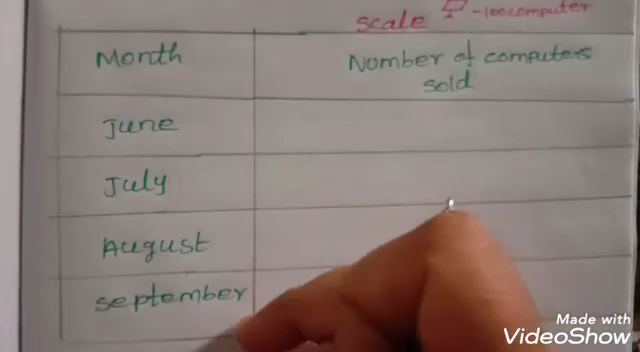 Scale -100computer
Month
Number of computers
sold
June
July
August
September
Made with
VideoShow